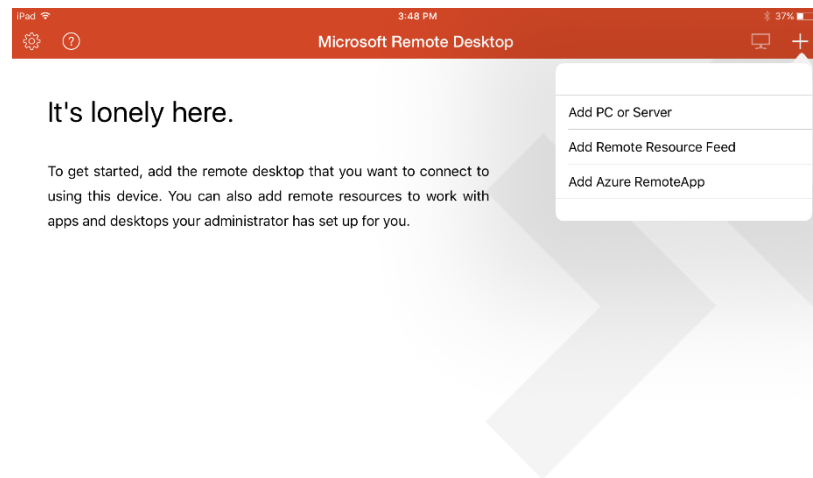 iPad 3:48 PM 37%
? Microsoft Remote Desktop +
Add PC or Server
Add Remote Resource Feed
Add Azure RemoteApp
It's lonely here.
To get started, add the remote desktop that you want to connect to
using this device. You can also add remote resources to work with
apps and desktops your administrator has set up for you.